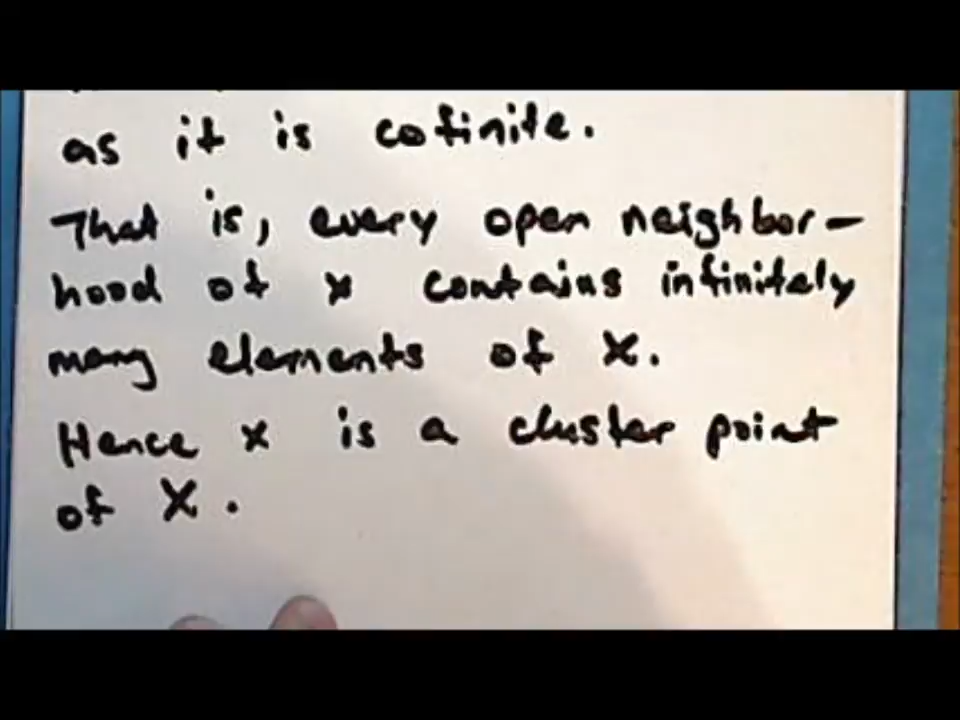 as it is cofinite.
That is, every open neighbor-
hood of x contains infinitely
many elements of X.
Hence x is a cluster point
of X.